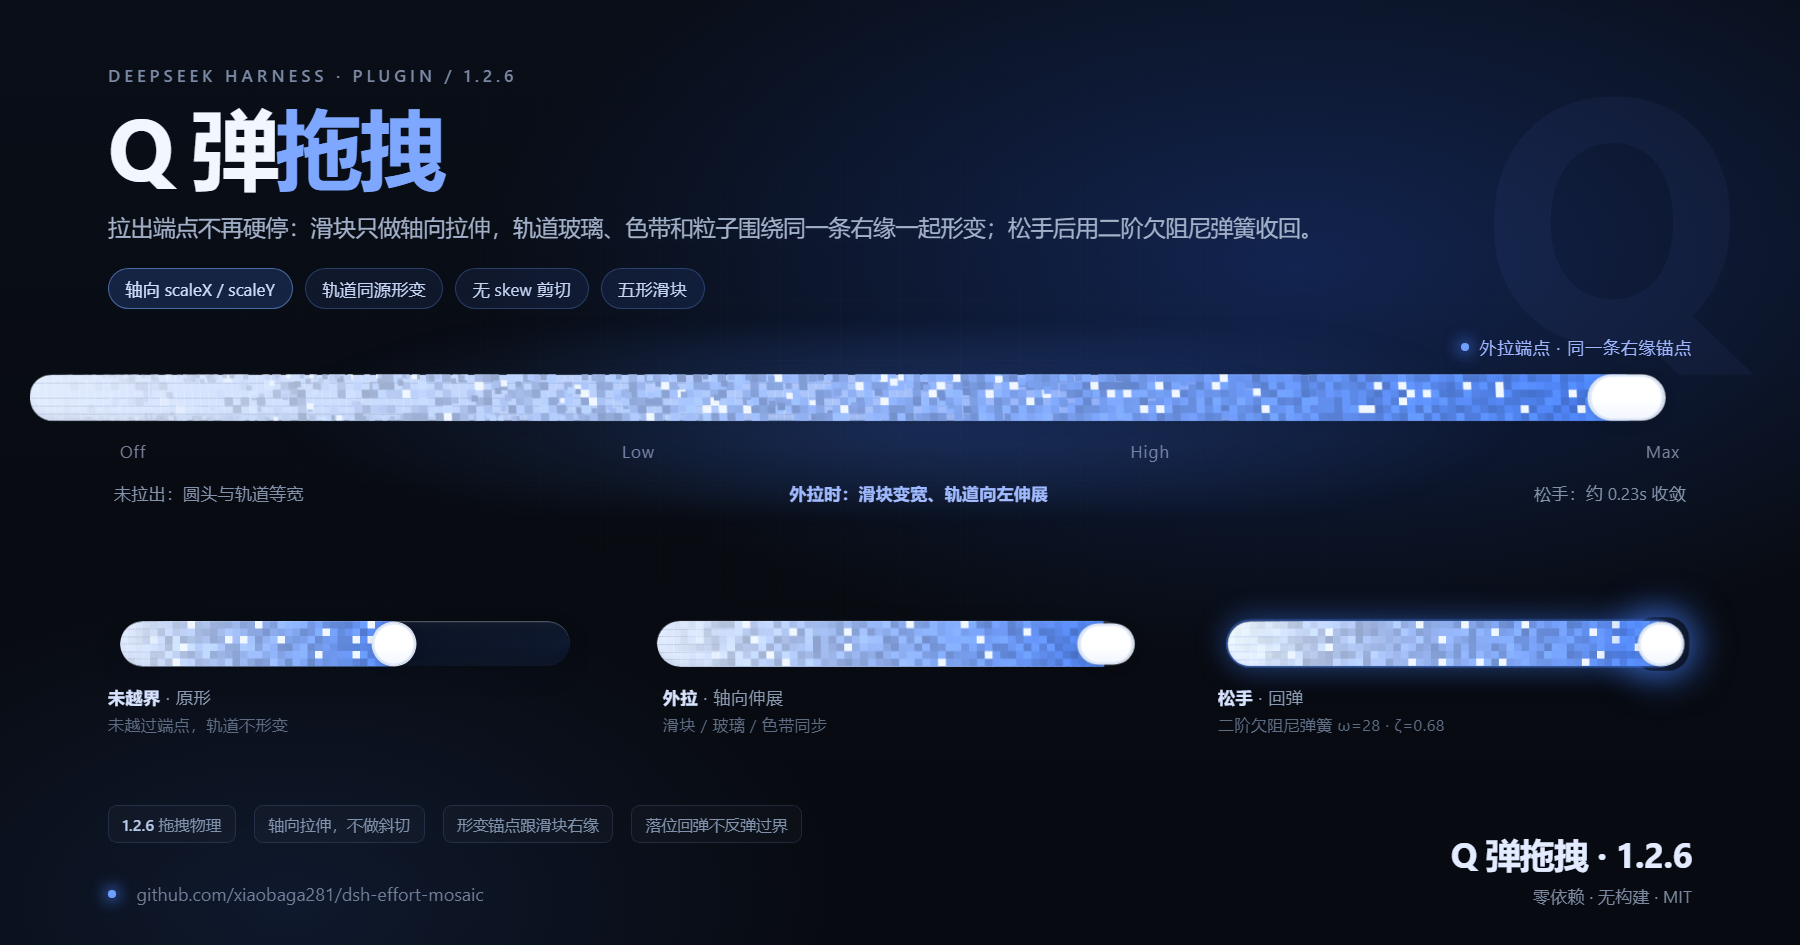 DEEPSEEK HARNESS · PLUGIN / 1.2.6
Q 弹拖拽
拉出端点不再硬停：滑块只做轴向拉伸，轨道玻璃、色带和粒子围绕同一条右缘一起形变；松手后用二阶欠阻尼弹簧收回。
轴向 scaleX / scaleY
轨道同源形变
无 skew 剪切
五形滑块
Q
外拉端点 · 同一条右缘锚点
Off
Low
High
Max
未拉出：圆头与轨道等宽
外拉时：滑块变宽、轨道向左伸展
松手：约 0.23s 收敛
未越界 · 原形
未越过端点，轨道不形变
外拉 · 轴向伸展
滑块 / 玻璃 / 色带同步
松手 · 回弹
二阶欠阻尼弹簧 ω=28 · ζ=0.68
1.2.6 拖拽物理
轴向拉伸，不做斜切
形变锚点跟滑块右缘
落位回弹不反弹过界
Q 弹拖拽 · 1.2.6
github.com/xiaobaga281/dsh-effort-mosaic
零依赖 · 无构建 · MIT